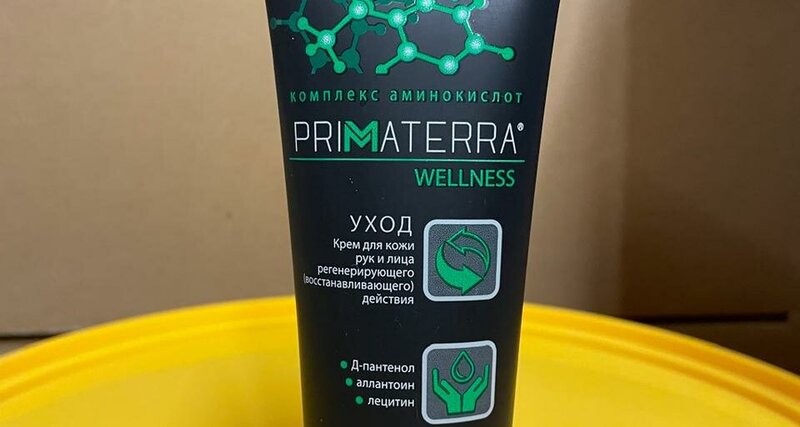 КОМПЛЕКС АМИНОКИСЛОТ
PRIMATERRA®
WELLNESS
УХОД
Крем для кожи
рук и лица
регенерирующего
(восстанавливающего)
действия
• Д-пантенол
• аллантоин
• лецитин